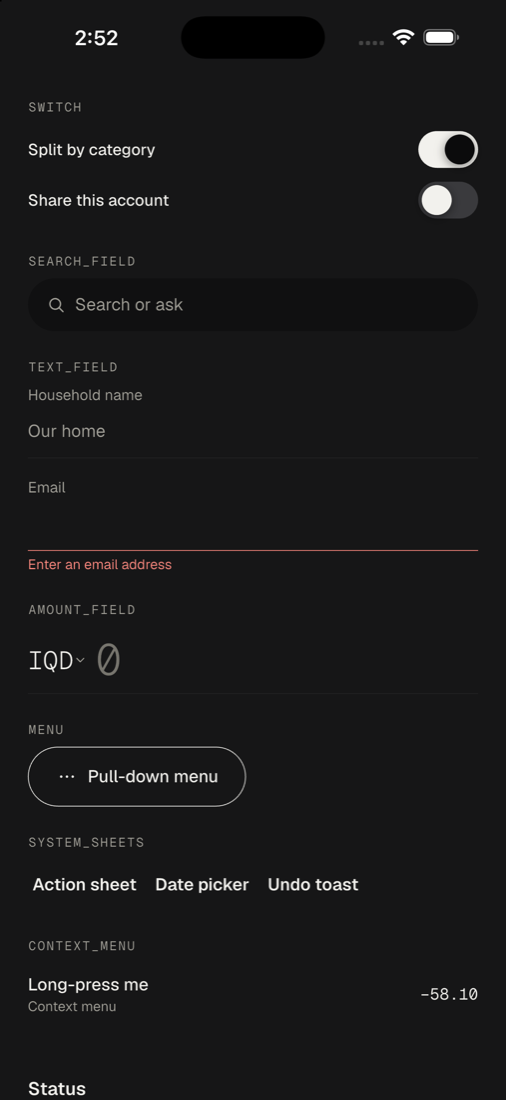 2:52
SWITCH
Split by category
Share this account
SEARCH_FIELD
Search or ask
TEXT_FIELD
Household name
Our home
Email
Enter an email address
AMOUNT_FIELD
IQD 0
MENU
··· Pull-down menu
SYSTEM_SHEETS
Action sheet Date picker Undo toast
CONTEXT_MENU
Long-press me
Context menu
-58.10
Status